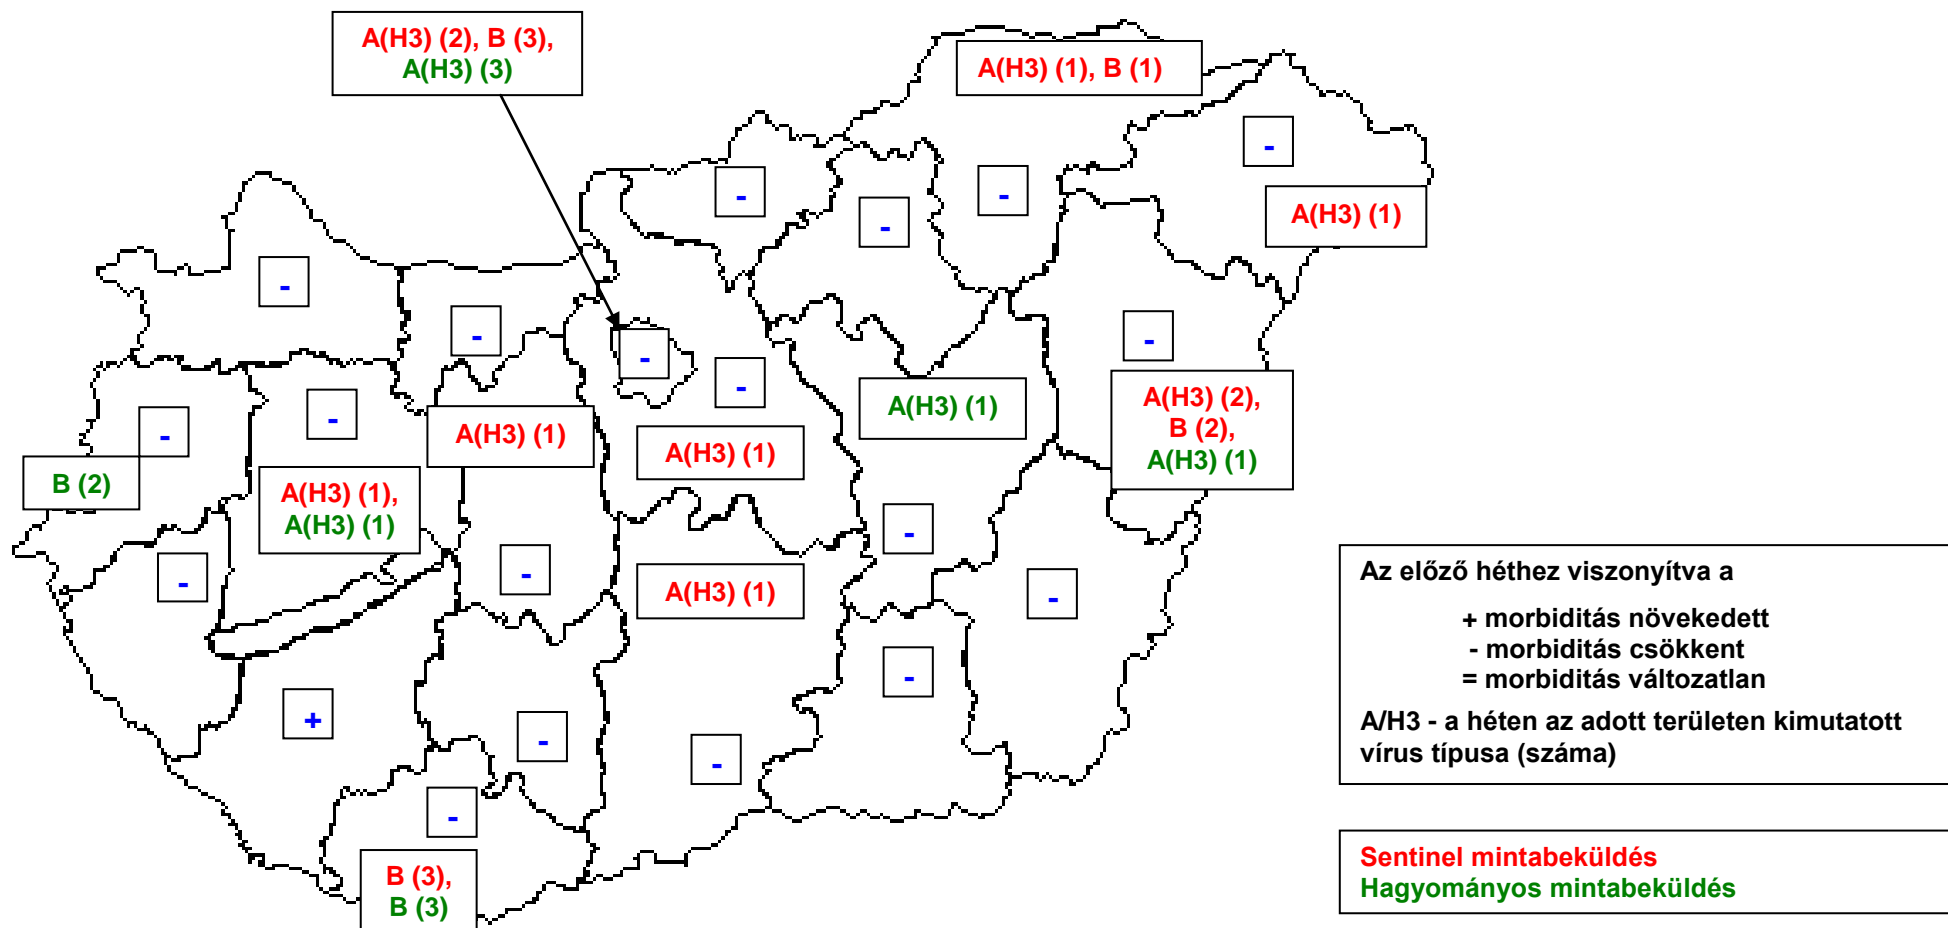 A(H3) (2), B (3),
A(H3) (3)
A(H3) (1), B (1)
-
-
-
-
A(H3) (1)
-
-
-
-
-
A(H3) (1)
A(H3) (2),
B (2),
A(H3) (1)
-
-
A(H3) (1)
A(H3) (1)
B (2)
A(H3) (1),
A(H3) (1)
-
-
-
A(H3) (1)
-
-
+
-
-
-
B (3),
B (3)
Az előző héthez viszonyítva a
+ morbiditás növekedett
- morbiditás csökkent
= morbiditás változatlan
A/H3 - a héten az adott területen kimutatott
vírus típusa (száma)
Sentinel mintabeküldés
Hagyományos mintabeküldés